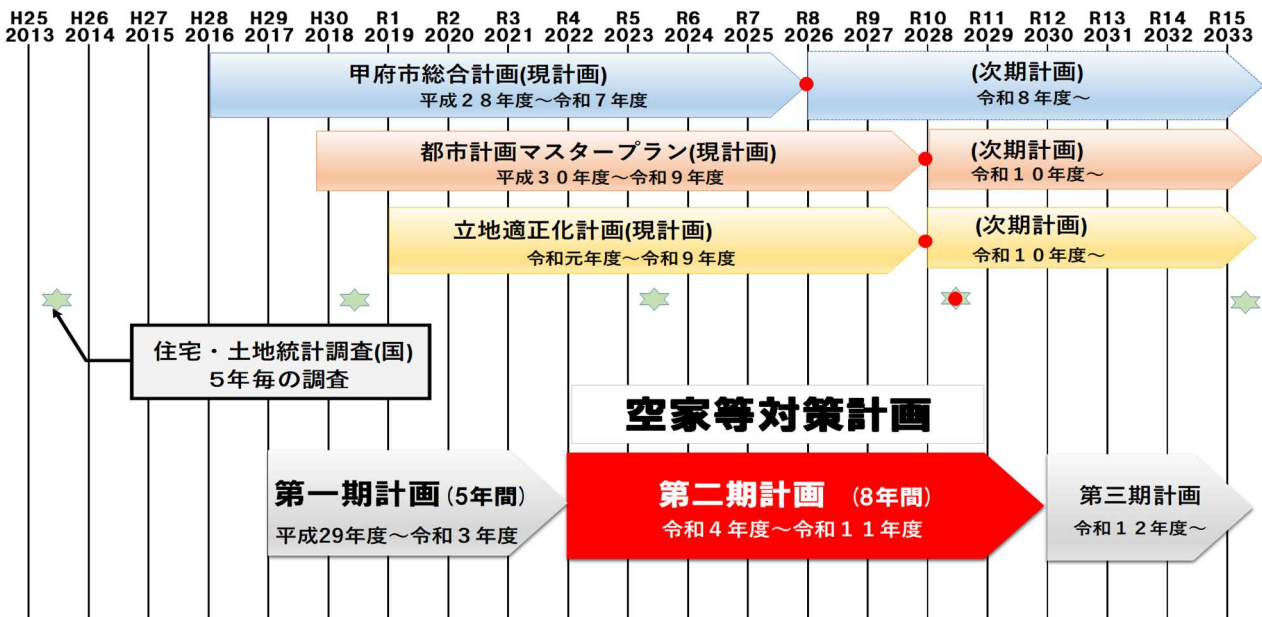 H25 H26 H27 H28 H29 H30 R1 R2 R3 R4 R5 R6 R7 R8 R9 R10 R11 R12 R13 R14 R15
2013 2014 2015 2016 2017 2018 2019 2020 2021 2022 2023 2024 2025 2026 2027 2028 2029 2030 2031 2032 2033
甲府市総合計画(現計画)
平成28年度～令和7年度
(次期計画)
令和8年度～
都市計画マスタープラン(現計画)
平成30年度～令和9年度
(次期計画)
令和10年度～
立地適正化計画(現計画)
令和元年度～令和9年度
(次期計画)
令和10年度～
住宅・土地統計調査(国)
5年毎の調査
空家等対策計画
第一期計画(5年間)
平成29年度～令和3年度
第二期計画 (8年間)
令和4年度～令和11年度
第三期計画
令和12年度～